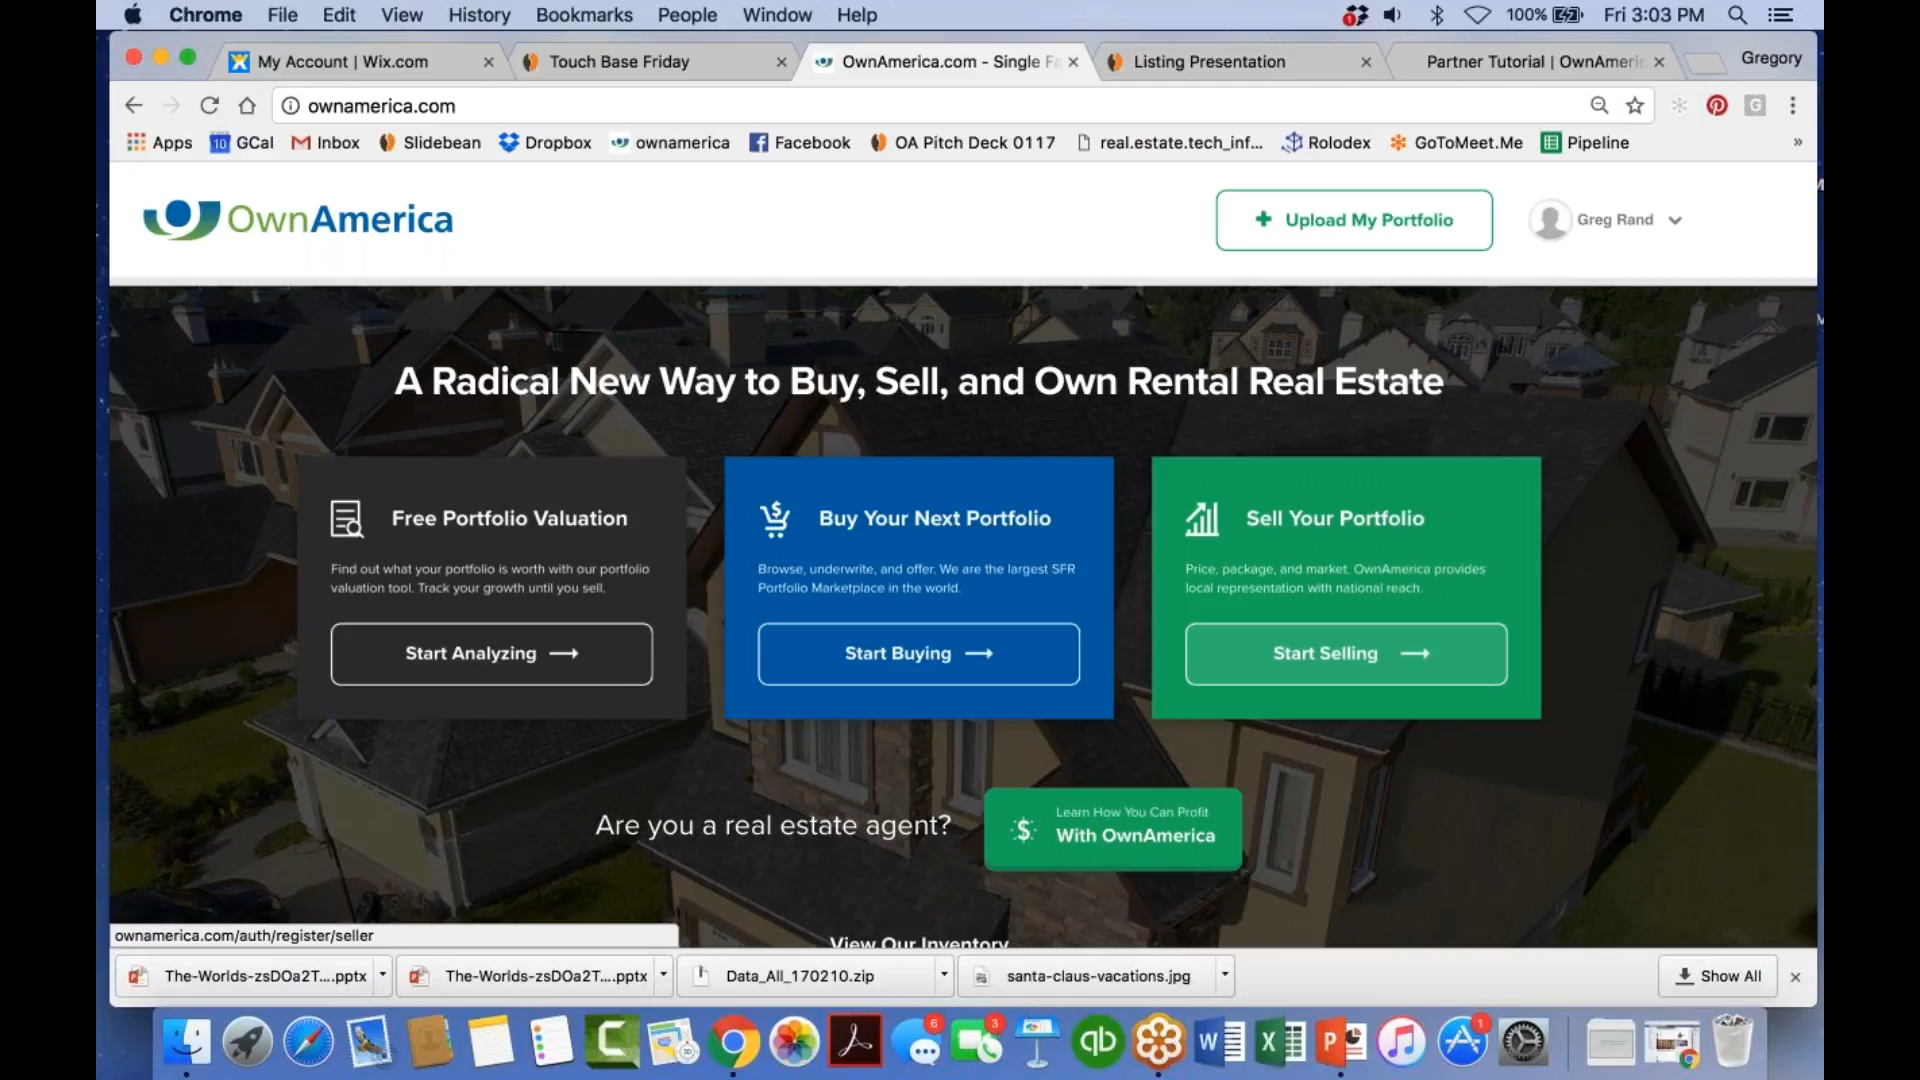 Chrome File Edit View History Bookmarks People Window Help 100% Fri 3:03 PM
My Account | Wix.com Touch Base Friday OwnAmerica.com - Single Fa Listing Presentation Partner Tutorial | OwnAmeric Gregory
ownamerica.com
Apps GCal Inbox Slidebean Dropbox ownamerica Facebook OA Pitch Deck 0117 real.estate.tech_inf... Rolodex GoToMeet.Me Pipeline »
OwnAmerica + Upload My Portfolio Greg Rand
A Radical New Way to Buy, Sell, and Own Rental Real Estate
Free Portfolio Valuation
Find out what your portfolio is worth with our portfolio
valuation tool. Track your growth until you sell.
Start Analyzing
Buy Your Next Portfolio
Browse, underwrite, and offer. We are the largest SFR
Portfolio Marketplace in the world.
Start Buying
Sell Your Portfolio
Price, package, and market. OwnAmerica provides
local representation with national reach.
Start Selling
Are you a real estate agent?
Learn How You Can Profit
With OwnAmerica
ownamerica.com/auth/register/seller
View Our Inventory
The-Worlds-zsDOa2T....pptx The-Worlds-zsDOa2T....pptx Data_All_170210.zip santa-claus-vacations.jpg Show All